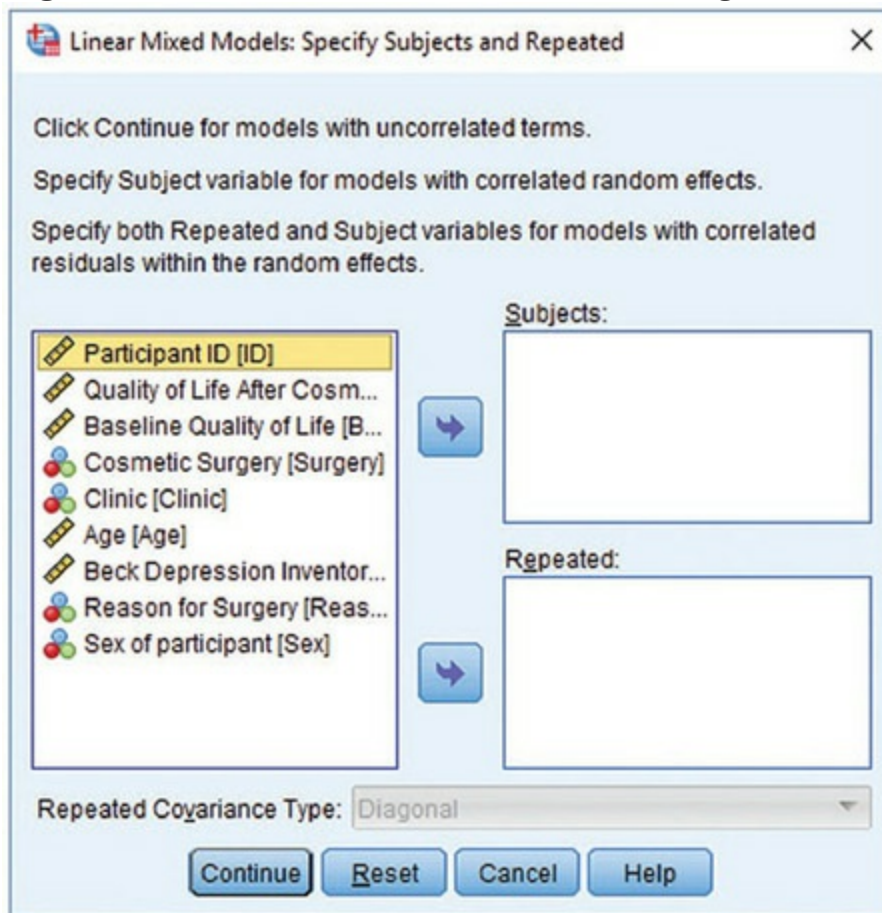 Linear Mixed Models: Specify Subjects and Repeated
Click Continue for models with uncorrelated terms.
Specify Subject variable for models with correlated random effects.
Specify both Repeated and Subject variables for models with correlated
residuals within the random effects.
Subjects:
Participant ID [ID]
Quality of Life After Cosm...
Baseline Quality of Life [B...
Cosmetic Surgery [Surgery]
Clinic [Clinic]
Age [Age]
Beck Depression Inventor...
Reason for Surgery [Reas...
Sex of participant [Sex]
Repeated:
Repeated Covariance Type: Diagonal
Continue Reset Cancel Help